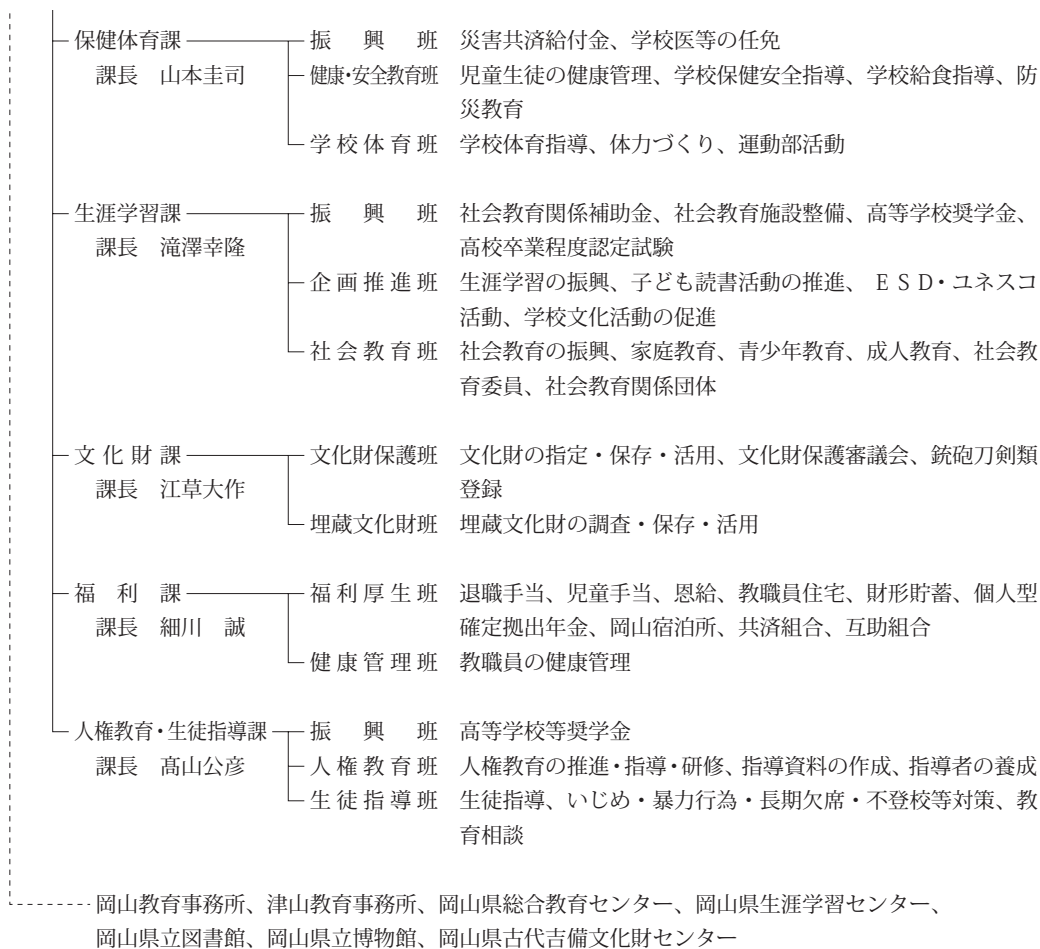 保健体育課 振興班 災害共済給付金、学校医等の任免
課長 山本圭司 健康・安全教育班 児童生徒の健康管理、学校保健安全指導、学校給食指導、防
災教育
学校体育班 学校体育指導、体力づくり、運動部活動
生涯学習課 振興班 社会教育関係補助金、社会教育施設整備、高等学校奨学金、
課長 滝澤幸隆 高校卒業程度認定試験
企画推進班 生涯学習の振興、子ども読書活動の推進、ESD・ユネスコ
活動、学校文化活動の促進
社会教育班 社会教育の振興、家庭教育、青少年教育、成人教育、社会教
育委員、社会教育関係団体
文化財課 文化財保護班 文化財の指定・保存・活用、文化財保護審議会、銃砲刀剣類
課長 江草大作 登録
埋蔵文化財班 埋蔵文化財の調査・保存・活用
福利課 福利厚生班 退職手当、児童手当、恩給、教職員住宅、財形貯蓄、個人型
課長 細川誠 確定拠出年金、岡山宿泊所、共済組合、互助組合
健康管理班 教職員の健康管理
人権教育・生徒指導課 振興班 高等学校等奨学金
課長 髙山公彦 人権教育班 人権教育の推進・指導・研修、指導資料の作成、指導者の養成
生徒指導班 生徒指導、いじめ・暴力行為・長期欠席・不登校等対策、教
育相談
岡山教育事務所、津山教育事務所、岡山県総合教育センター、岡山県生涯学習センター、
岡山県立図書館、岡山県立博物館、岡山県古代吉備文化財センター